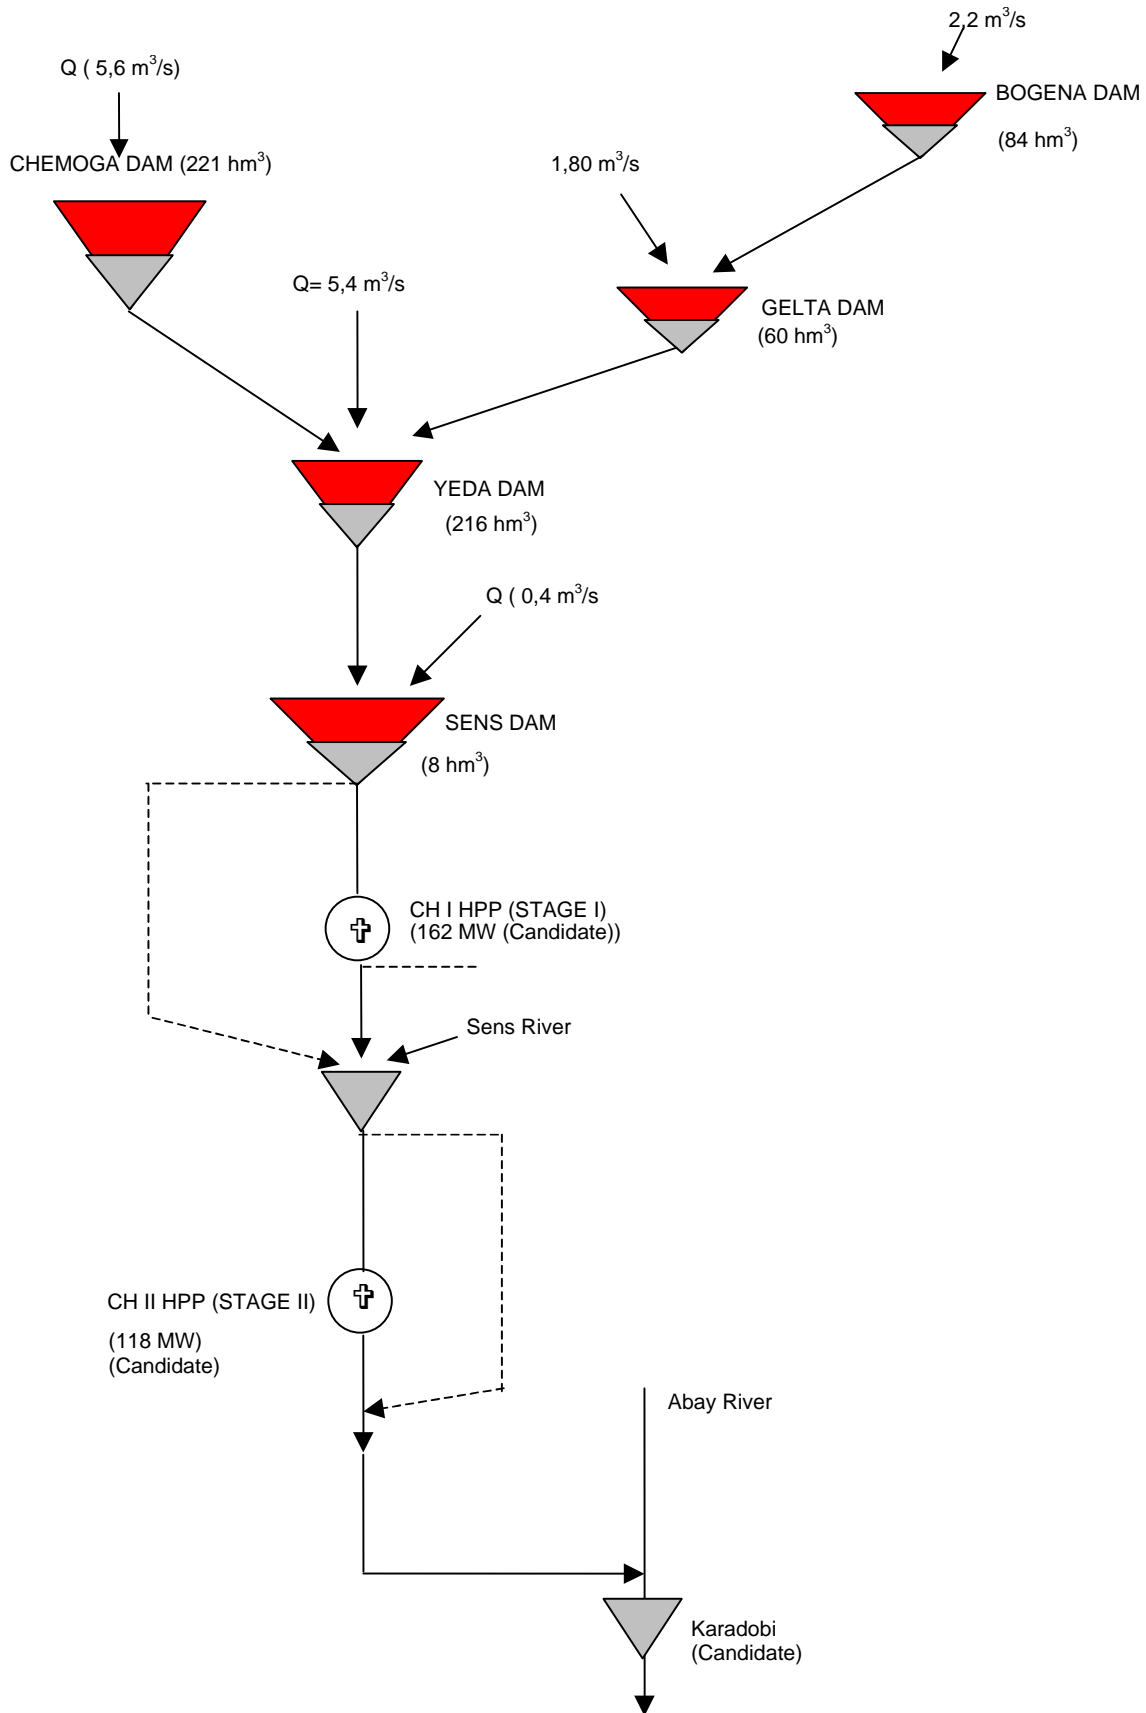 2,2 m³/s
Q ( 5,6 m³/s)
BOGENA DAM
(84 hm³)
CHEMOGA DAM (221 hm³)
1,80 m³/s
Q= 5,4 m³/s
GELTA DAM
(60 hm³)
YEDA DAM
(216 hm³)
Q ( 0,4 m³/s
SENS DAM
(8 hm³)
CH I HPP (STAGE I)
(162 MW (Candidate))
Sens River
CH II HPP (STAGE II)
(118 MW)
(Candidate)
Abay River
Karadobi
(Candidate)